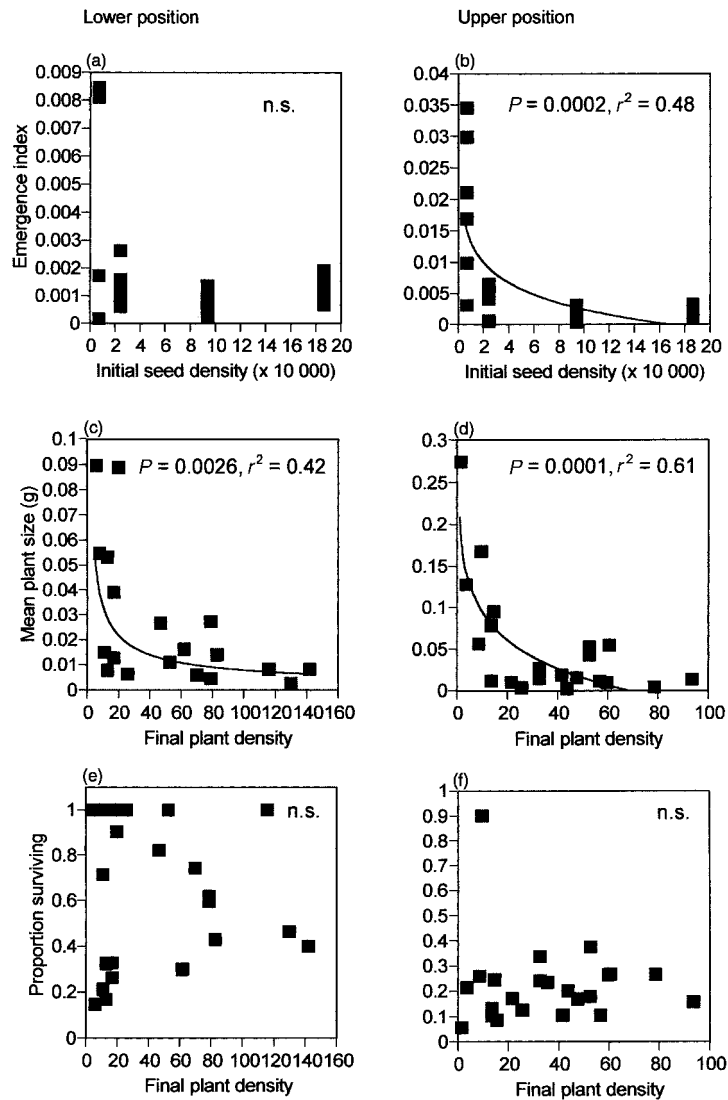 Lower position
Upper position
(a)
0.009
0.008
0.007
0.006
0.005
0.004
0.003
0.002
0.001
0
Emergence index
n.s.
0 2 4 6 8 10 12 14 16 18 20
Initial seed density (x 10 000)
(b)
0.04
0.035
0.03
0.025
0.02
0.015
0.01
0.005
0
P = 0.0002, r² = 0.48
0 2 4 6 8 10 12 14 16 18 20
Initial seed density (x 10 000)
(c)
0.1
0.09
0.08
0.07
0.06
0.05
0.04
0.03
0.02
0.01
0
Mean plant size (g)
P = 0.0026, r² = 0.42
0 20 40 60 80 100 120 140 160
Final plant density
(d)
0.3
0.25
0.2
0.15
0.1
0.05
0
P = 0.0001, r² = 0.61
0 20 40 60 80 100
Final plant density
(e)
1
0.8
0.6
0.4
0.2
0
Proportion surviving
n.s.
0 20 40 60 80 100 120 140 160
Final plant density
(f)
1
0.9
0.8
0.7
0.6
0.5
0.4
0.3
0.2
0.1
0
n.s.
0 20 40 60 80 100
Final plant density